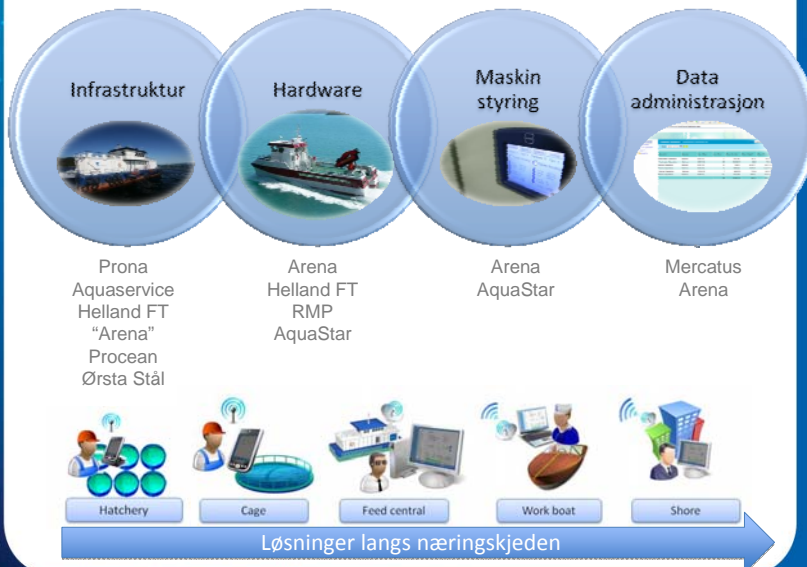 Infrastruktur
Hardware
Maskin
styring
Data
administrasjon
Prona
Aquaservice
Helland FT
“Arena”
Procean
Ørsta Stål
Arena
Helland FT
RMP
AquaStar
Arena
AquaStar
Mercatus
Arena
Hatchery
Cage
Feed central
Work boat
Shore
Løsninger langs næringskjeden